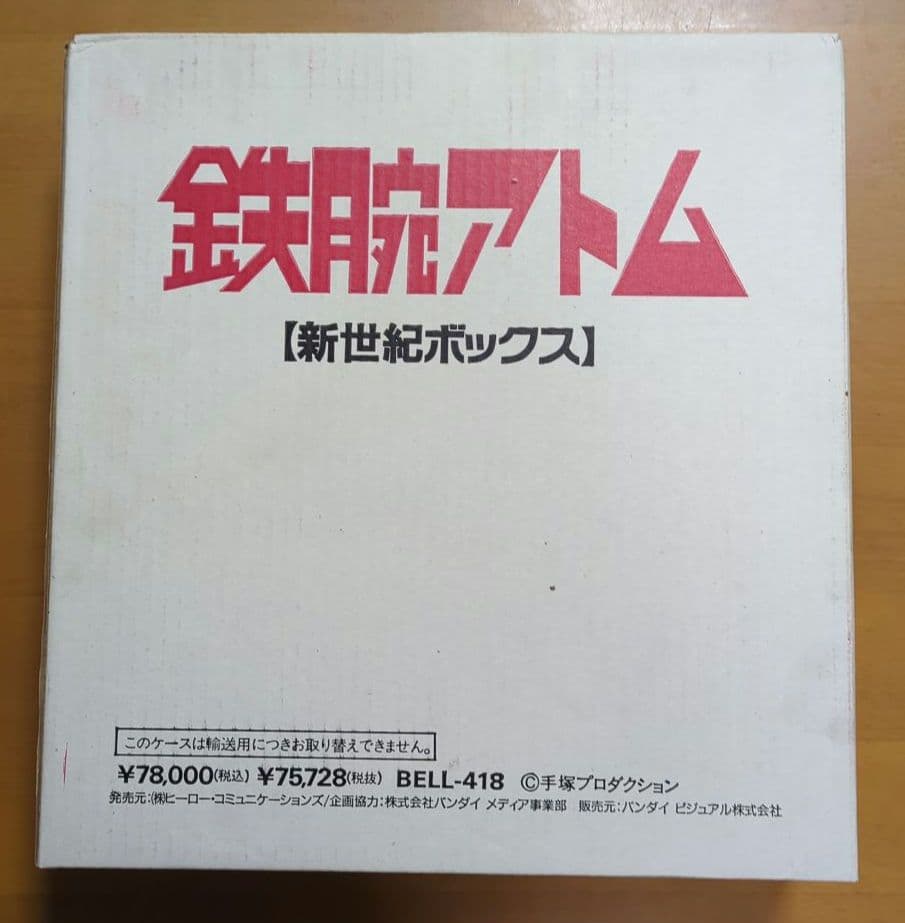 鉄腕アトム
【新世紀ボックス】
このケースは輸送用につきお取り替えできません。
¥78,000(税込) ¥75,728(税抜) BELL-418 ©手塚プロダクション
発売元:㈱ヒーロー・コミュニケーションズ/企画協力:株式会社バンダイ メディア事業部 販売元:バンダイ ビジュアル株式会社